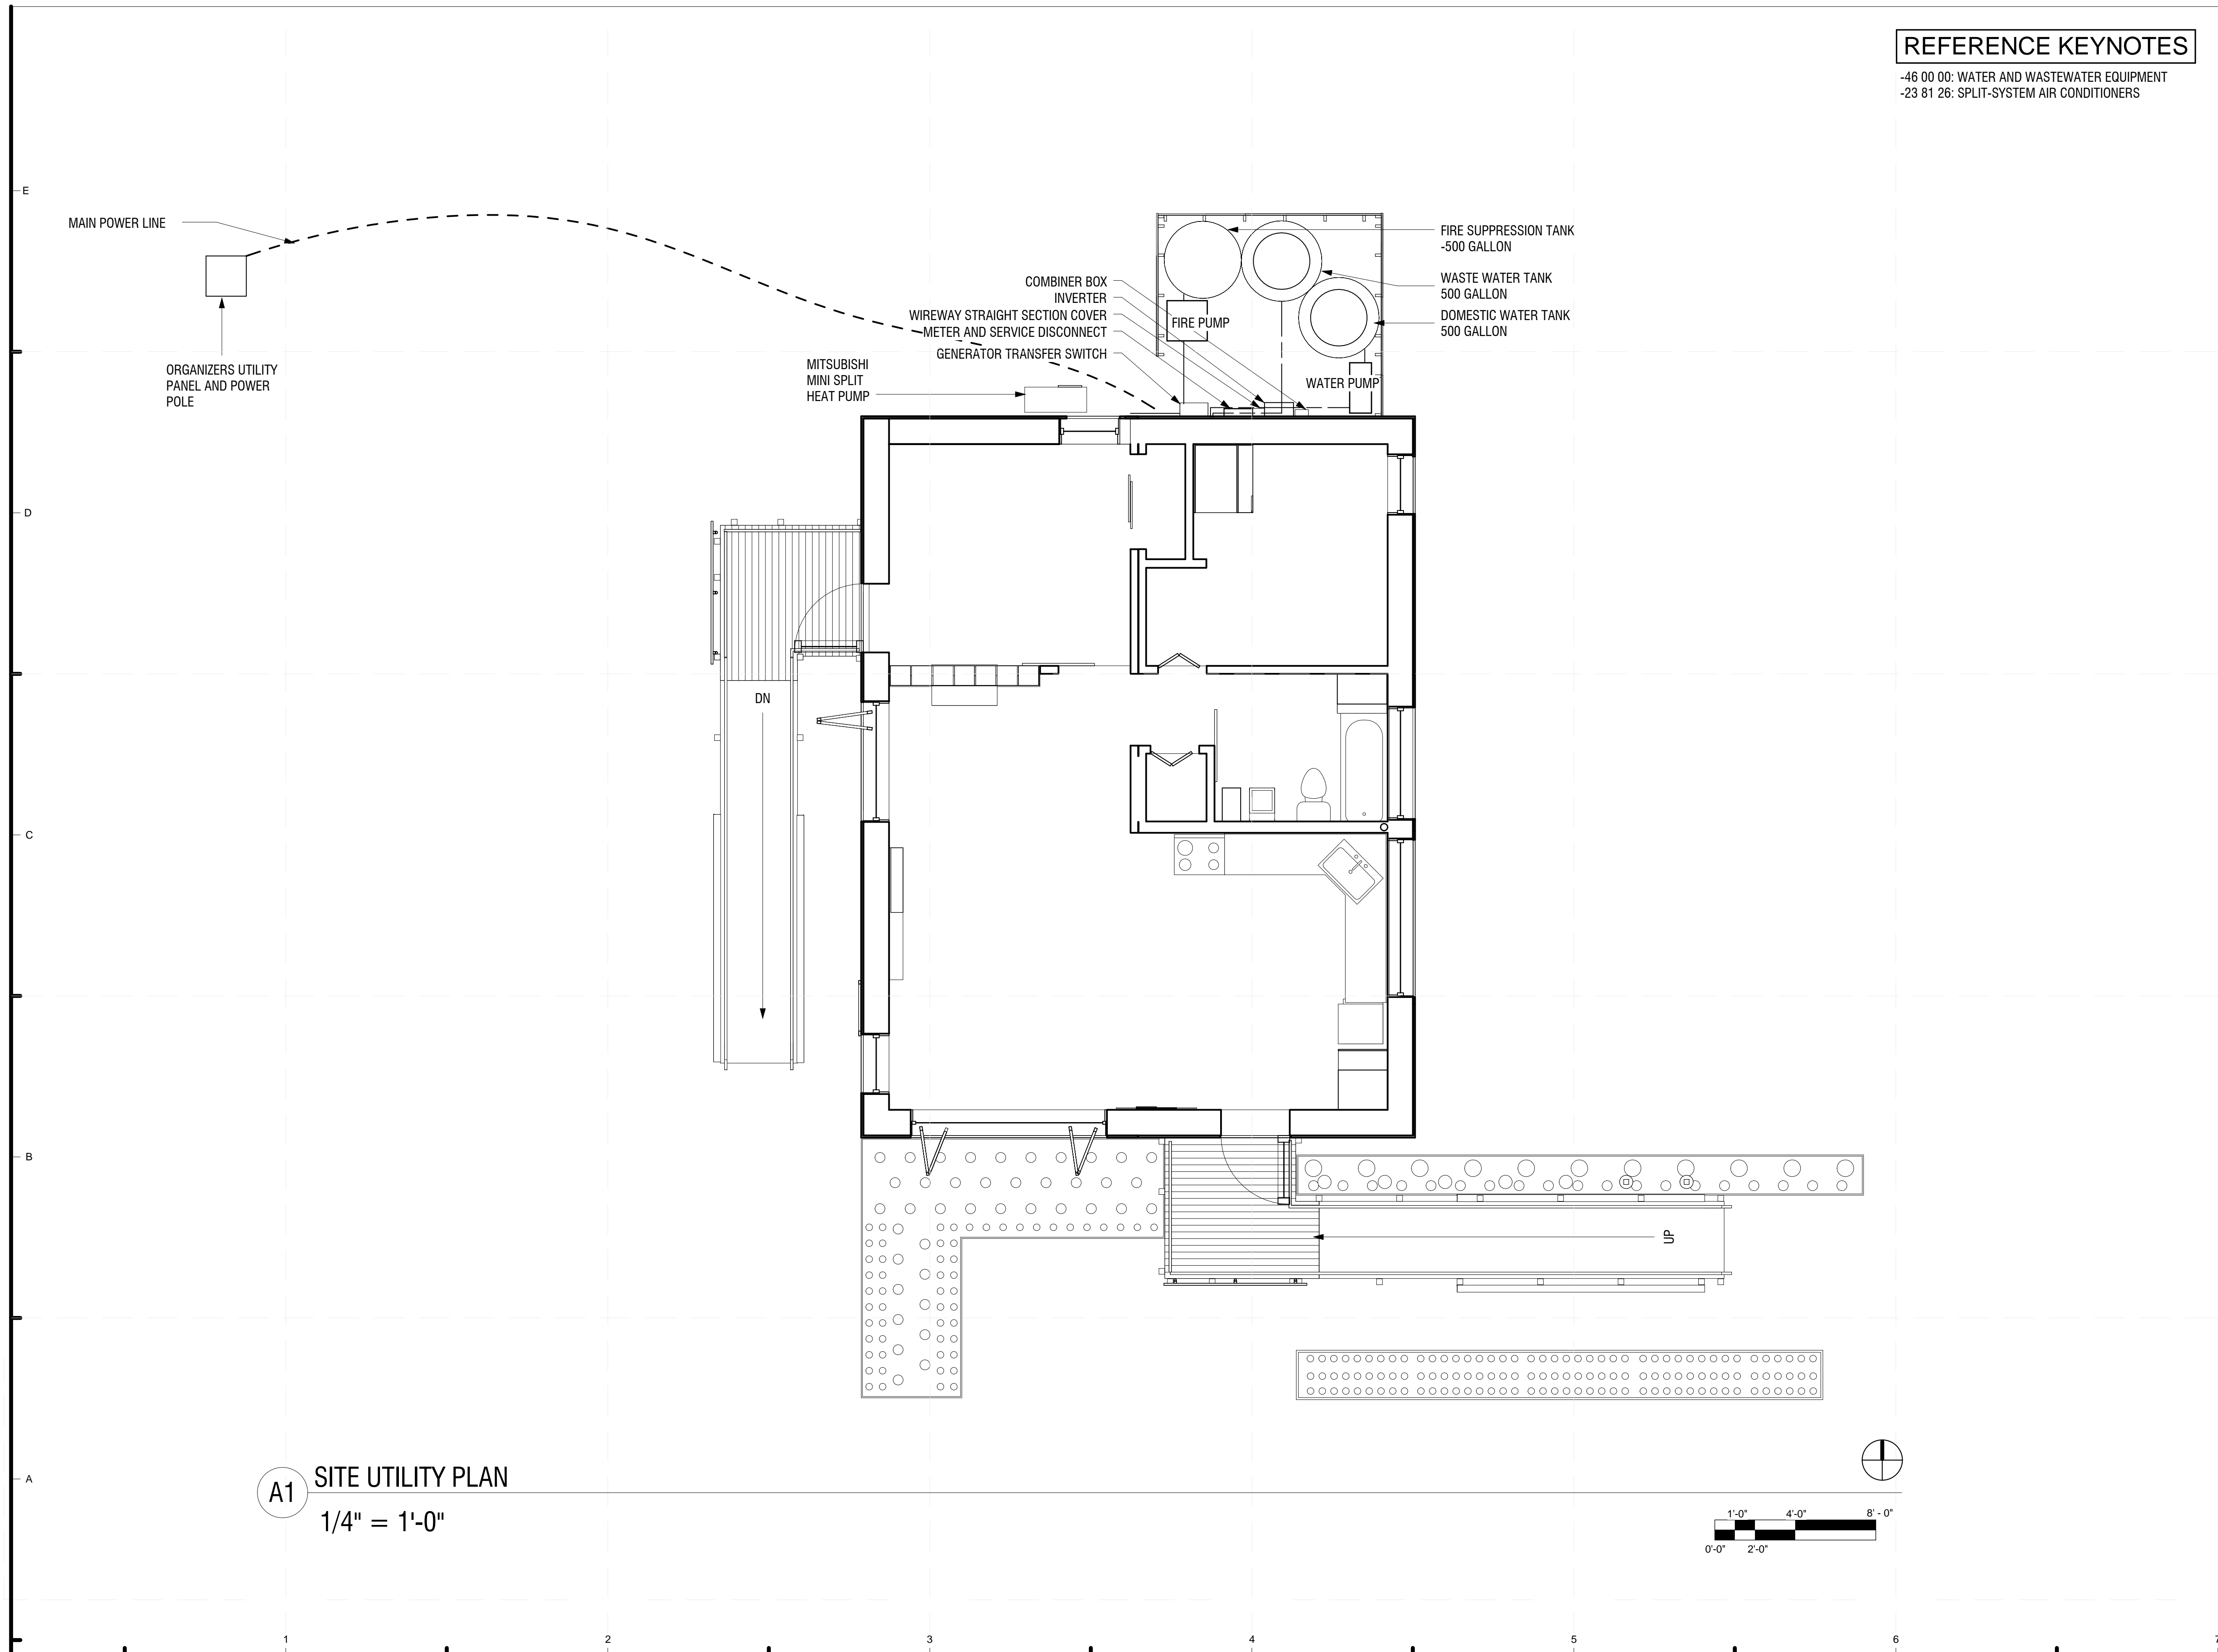 REFERENCE KEYNOTES
-46 00 00: WATER AND WASTEWATER EQUIPMENT
-23 81 26: SPLIT-SYSTEM AIR CONDITIONERS
E
MAIN POWER LINE
ORGANIZERS UTILITY
PANEL AND POWER
POLE
COMBINER BOX
INVERTER
WIREWAY STRAIGHT SECTION COVER
METER AND SERVICE DISCONNECT
GENERATOR TRANSFER SWITCH
MITSUBISHI
MINI SPLIT
HEAT PUMP
FIRE PUMP
WATER PUMP
FIRE SUPPRESSION TANK
-500 GALLON
WASTE WATER TANK
500 GALLON
DOMESTIC WATER TANK
500 GALLON
D
DN
C
B
UP
A
A1
SITE UTILITY PLAN
1/4" = 1'-0"
1'-0"
4'-0"
8' - 0"
0'-0"
2'-0"
1
2
3
4
5
6
7